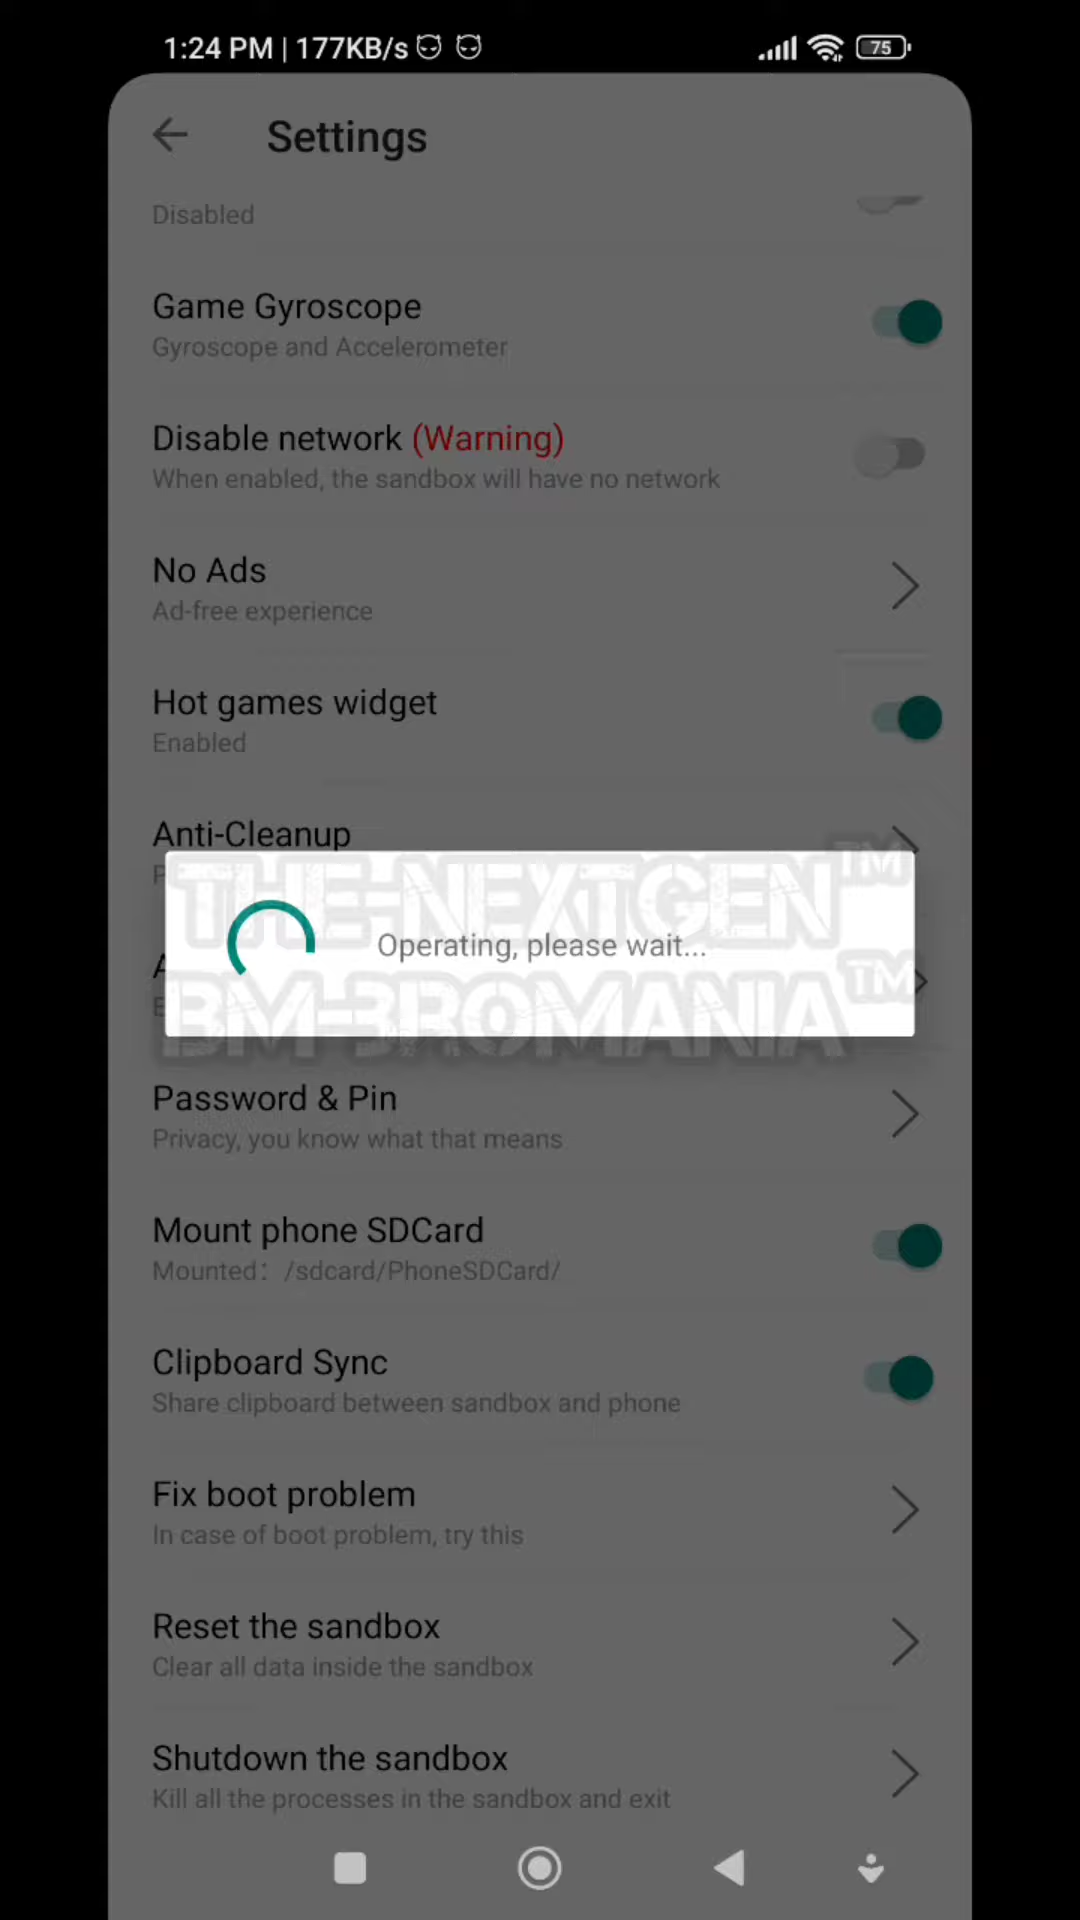 1:24 PM | 177KB/s
75
Settings
Disabled
Game Gyroscope
Gyroscope and Accelerometer
Disable network (Warning)
When enabled, the sandbox will have no network
No Ads
Ad-free experience
Hot games widget
Enabled
Anti-Cleanup
THE-NEXTGEN™
Operating, please wait...
BM-BROMANIA™
Password & Pin
Privacy, you know what that means
Mount phone SDCard
Mounted: /sdcard/PhoneSDCard/
Clipboard Sync
Share clipboard between sandbox and phone
Fix boot problem
In case of boot problem, try this
Reset the sandbox
Clear all data inside the sandbox
Shutdown the sandbox
Kill all the processes in the sandbox and exit